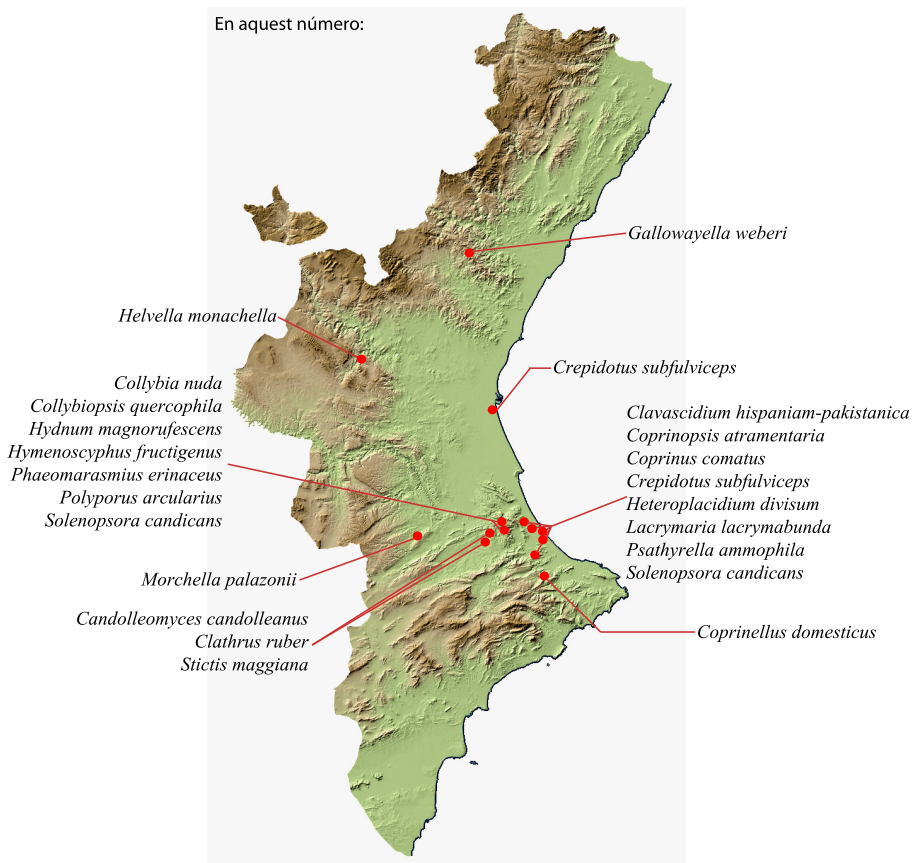 En aquest número:
Gallowayella weberi
Helvella monachella
Crepidotus subfulviceps
Collybia nuda
Collybiopsis quercophila
Hydnum magnorufescens
Hymenoscyphus fructigenus
Phaeomarasmius erinaceus
Polyporus arcularius
Solenopsora candicans
Clavascidium hispaniam-pakistanica
Coprinopsis atramentaria
Coprinus comatus
Crepidotus subfulviceps
Heteroplacidium divisum
Lacrymaria lacrymabunda
Psathyrella ammophila
Solenopsora candicans
Morchella palazonii
Candolleomyces candolleanus
Clathrus ruber
Stictis maggiana
Coprinellus domesticus